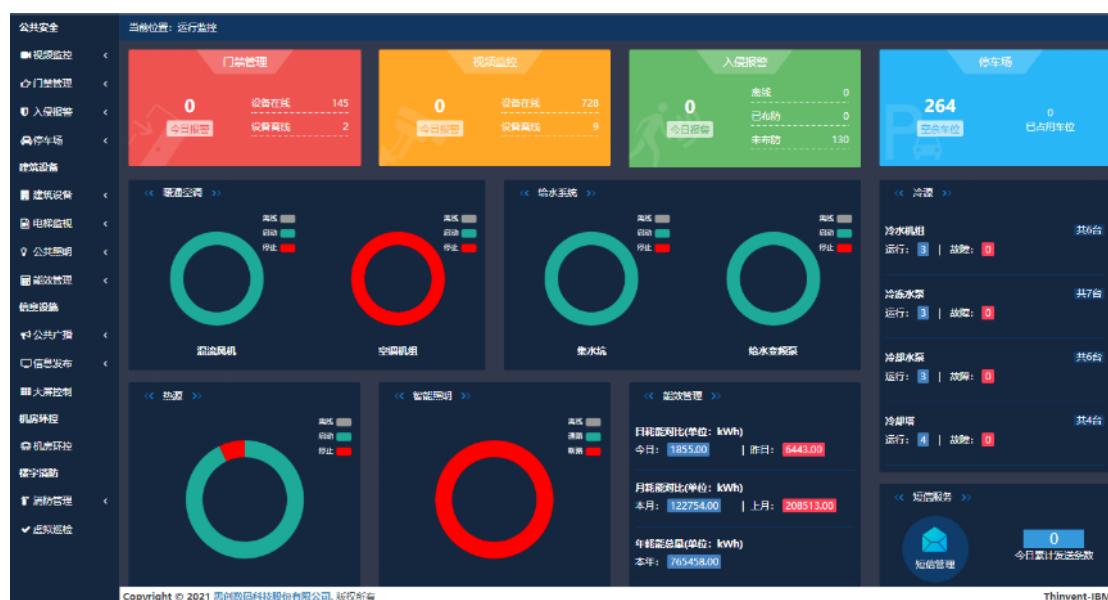 公共安全
视频监控
门禁管理
入侵报警
停车场
建筑设备
建筑设备
电梯监视
公共照明
能效管理
信息设施
公共广播
信息发布
大屏控制
机房环控
机房环控
楼宇消防
消防管理
虚拟巡检
当前位置：运行监控
门禁管理
0
今日报警
设备在线 145
设备离线 2
视频监控
0
今日报警
设备在线 728
设备离线 9
入侵报警
0
今日报警
离线 0
已布防 0
未布防 130
停车场
264
空余车位
0
已占用车位
<< 暖通空调 >>
离线
启动
停止
混流风机
离线
启动
停止
空调机组
<< 给水系统 >>
离线
启动
停止
集水坑
离线
启动
停止
给水变频泵
<< 冷源 >>
冷水机组 共6台
运行： 3 | 故障： 0
冷冻水泵 共7台
运行： 3 | 故障： 0
冷却水泵 共6台
运行： 3 | 故障： 0
冷却塔 共4台
运行： 4 | 故障： 0
<< 热源 >>
离线
启动
停止
<< 智能照明 >>
离线
<< 能效管理 >>
日耗能对比(单位：kWh)
今日： 1855.00 | 昨日： 6443.00
月耗能对比(单位：kWh)
本月： 122754.00 | 上月： 208513.00
年耗能总量(单位：kWh)
本年： 765458.00
<< 短信服务 >>
短信管理
0
今日累计发送条数
Copyright © 2021 思创数码科技股份有限公司. 版权所有
Thinvent-IBM